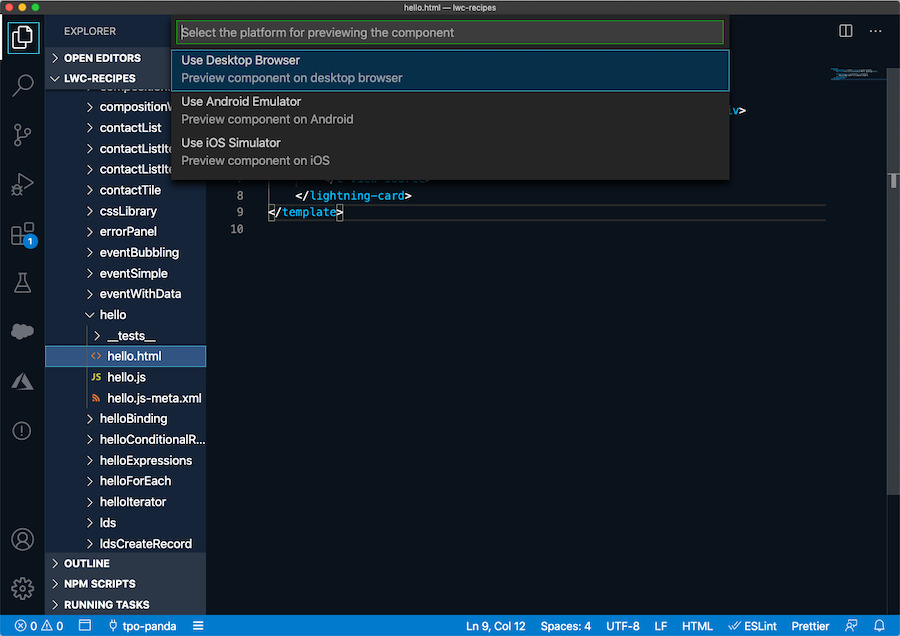 hello.html — lwc-recipes
EXPLORER
Select the platform for previewing the component
OPEN EDITORS
Use Desktop Browser
Preview component on desktop browser
LWC-RECIPES
Use Android Emulator
Preview component on Android
Use iOS Simulator
Preview component on iOS
contactList
contactTile
cssLibrary
errorPanel
eventBubbling
eventSimple
eventWithData
hello
__tests__
<> hello.html
JS hello.js
hello.js-meta.xml
helloBinding
helloConditionalR...
helloExpressions
helloForEach
helloIterator
lds
ldsCreateRecord
OUTLINE
NPM SCRIPTS
RUNNING TASKS
8 </lightning-card>
9 </template>
10
1
0 0 tpo-panda Ln 9, Col 12 Spaces: 4 UTF-8 LF HTML ESLint Prettier